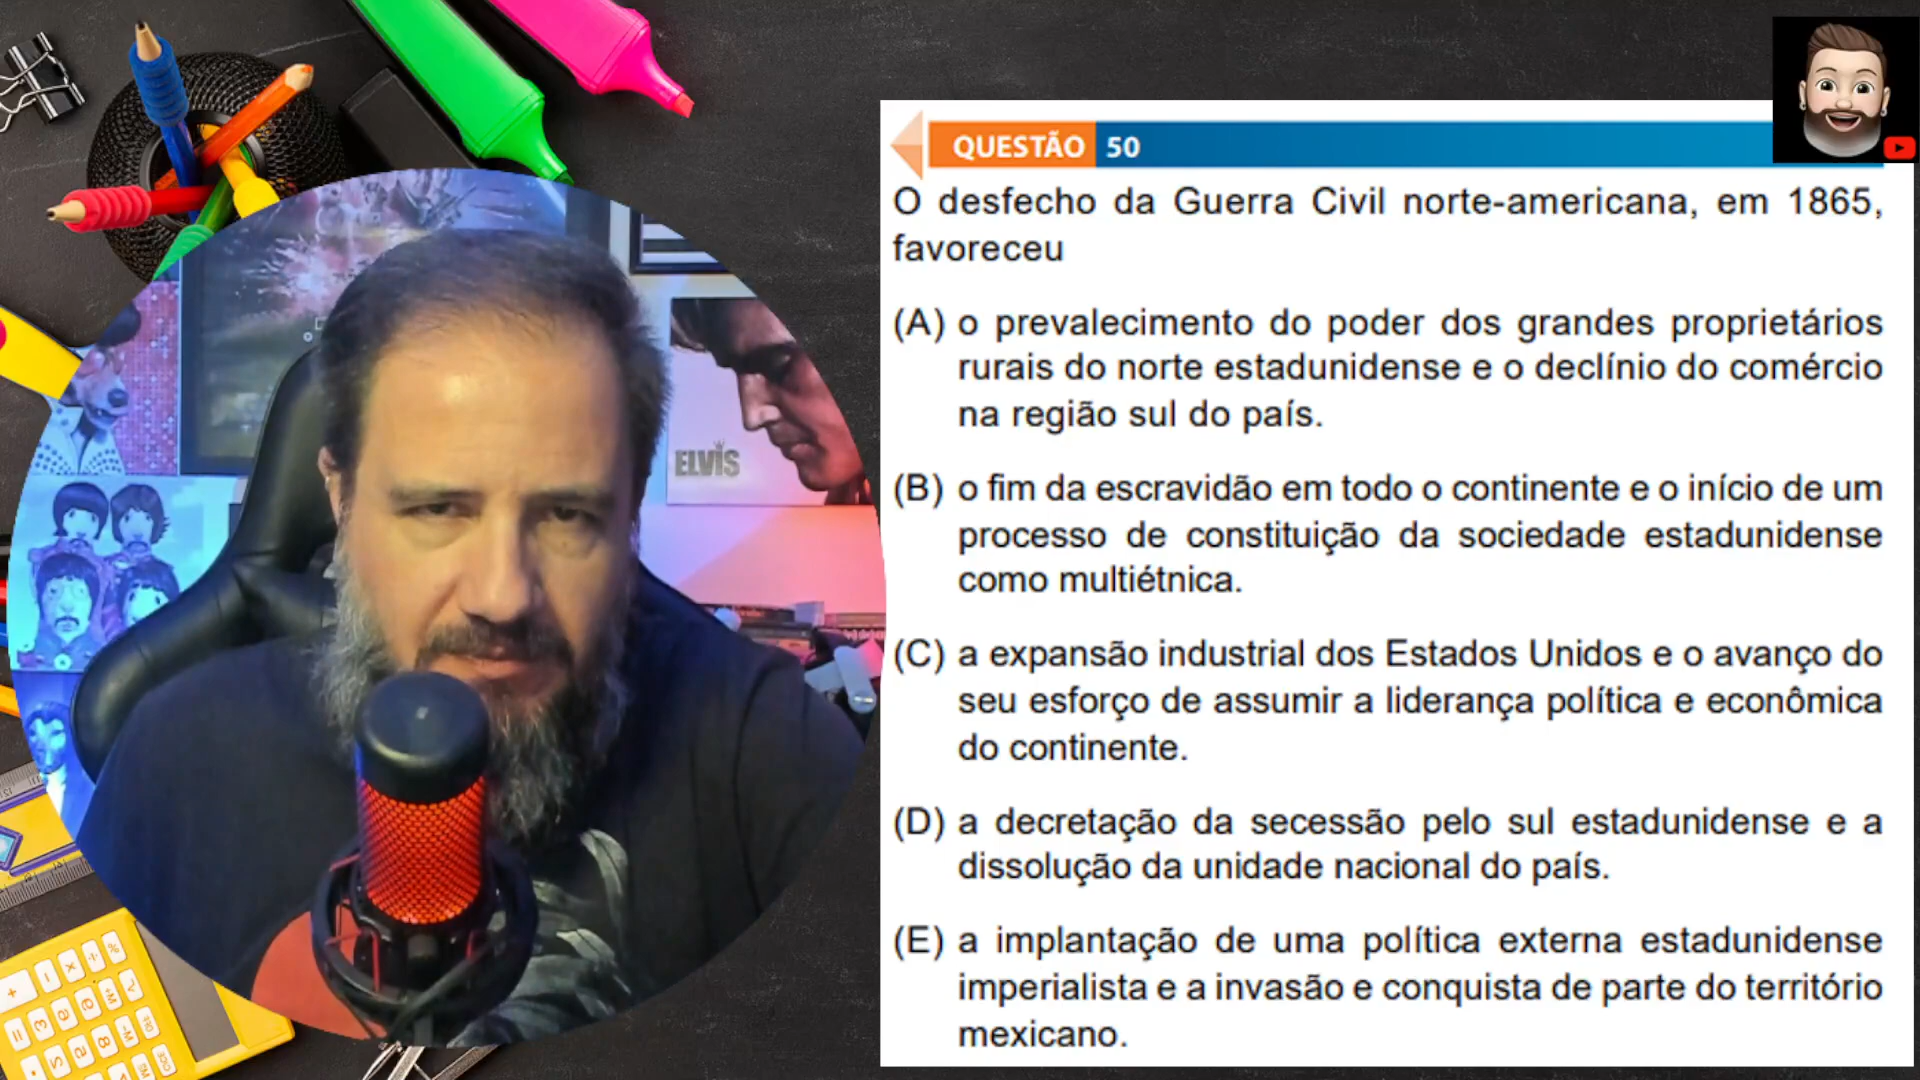 ELVIS
QUESTÃO 50
O desfecho da Guerra Civil norte-americana, em 1865,
favoreceu
(A) o prevalecimento do poder dos grandes proprietários
rurais do norte estadunidense e o declínio do comércio
na região sul do país.
(B) o fim da escravidão em todo o continente e o início de um
processo de constituição da sociedade estadunidense
como multiétnica.
(C) a expansão industrial dos Estados Unidos e o avanço do
seu esforço de assumir a liderança política e econômica
do continente.
(D) a decretação da secessão pelo sul estadunidense e a
dissolução da unidade nacional do país.
(E) a implantação de uma política externa estadunidense
imperialista e a invasão e conquista de parte do território
mexicano.